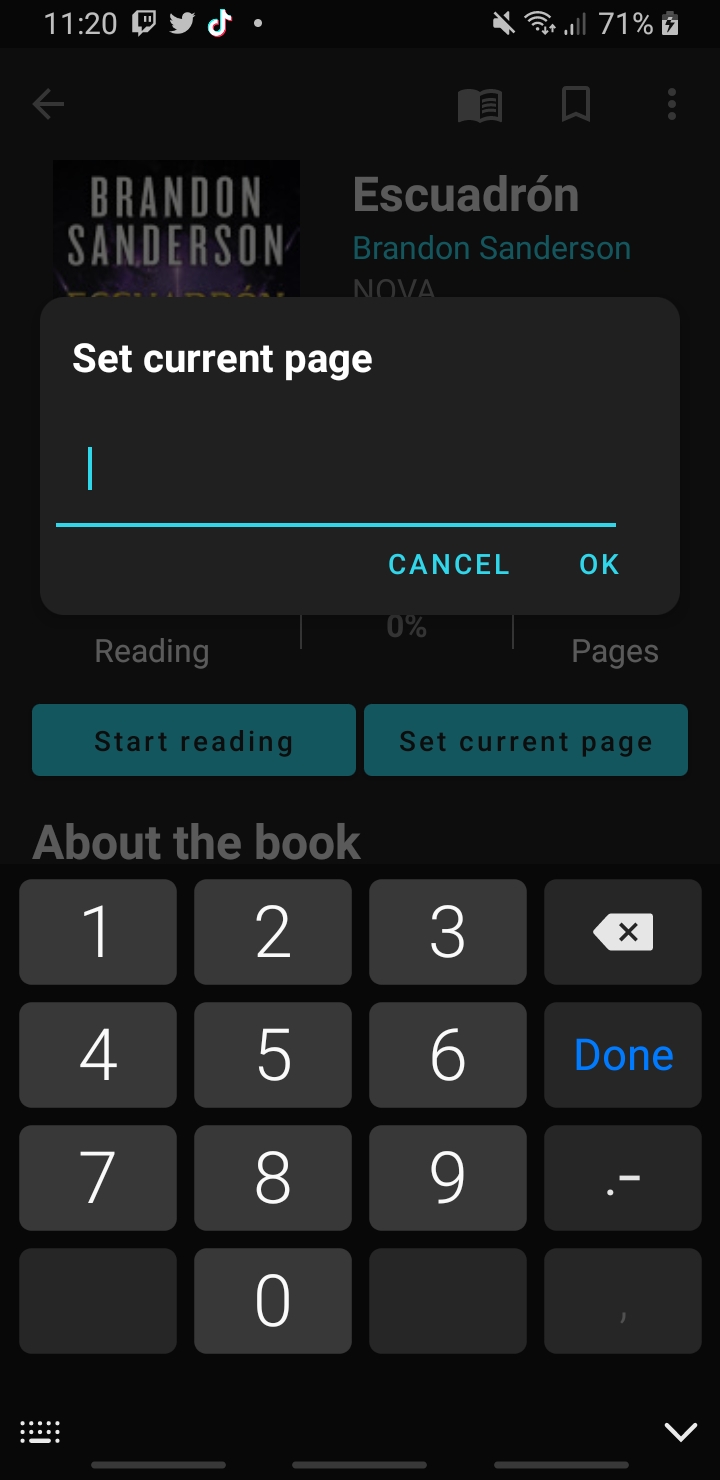 11:20
71%
BRANDON
SANDERSON
ESCUADRÓN
Escuadrón
Brandon Sanderson
NOVA
Set current page
CANCEL
OK
0%
Reading
Pages
Start reading
Set current page
About the book
1
2
3
4
5
6
Done
7
8
9
.-
0
,